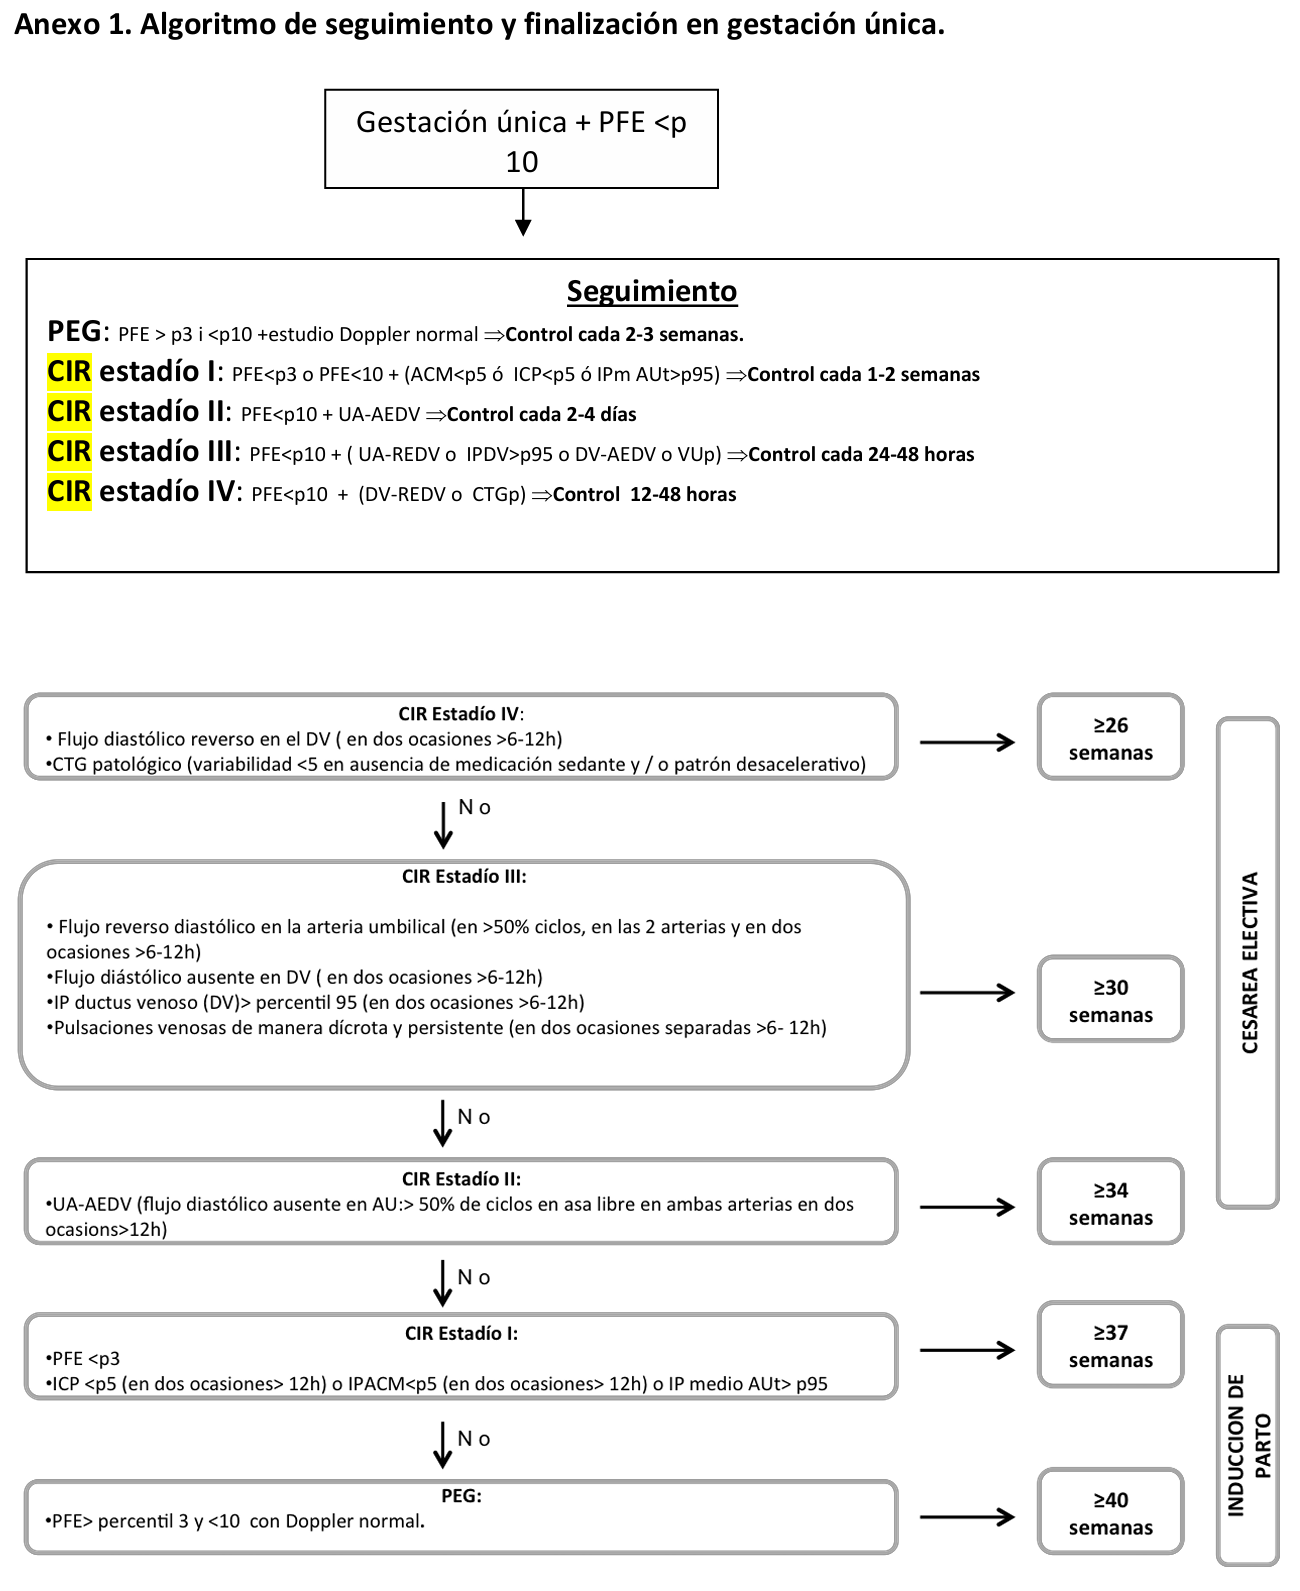 Anexo 1. Algoritmo de seguimiento y finalización en gestación única.
Gestación única + PFE <p
10
Seguimiento
PEG: PFE > p3 i <p10 +estudio Doppler normal ⇒Control cada 2-3 semanas.
CIR estadío I: PFE<p3 o PFE<10 + (ACM<p5 ó ICP<p5 ó IPm AUt>p95) ⇒Control cada 1-2 semanas
CIR estadío II: PFE<p10 + UA-AEDV ⇒Control cada 2-4 días
CIR estadío III: PFE<p10 + ( UA-REDV o IPDV>p95 o DV-AEDV o VUp) ⇒Control cada 24-48 horas
CIR estadío IV: PFE<p10 + (DV-REDV o CTGp) ⇒Control 12-48 horas
CIR Estadío IV:
• Flujo diastólico reverso en el DV ( en dos ocasiones >6-12h)
•CTG patológico (variabilidad <5 en ausencia de medicación sedante y / o patrón desacelerativo)
≥26
semanas
N o
CIR Estadío III:
• Flujo reverso diastólico en la arteria umbilical (en >50% ciclos, en las 2 arterias y en dos
ocasiones >6-12h)
•Flujo diástólico ausente en DV ( en dos ocasiones >6-12h)
•IP ductus venoso (DV)> percentil 95 (en dos ocasiones >6-12h)
•Pulsaciones venosas de manera dícrota y persistente (en dos ocasiones separadas >6- 12h)
≥30
semanas
CESAREA ELECTIVA
N o
CIR Estadío II:
•UA-AEDV (flujo diastólico ausente en AU:> 50% de ciclos en asa libre en ambas arterias en dos
ocasions>12h)
≥34
semanas
N o
CIR Estadío I:
•PFE <p3
•ICP <p5 (en dos ocasiones> 12h) o IPACM<p5 (en dos ocasiones> 12h) o IP medio AUt> p95
≥37
semanas
INDUCCION DE
PARTO
N o
PEG:
•PFE> percentil 3 y <10 con Doppler normal.
≥40
semanas